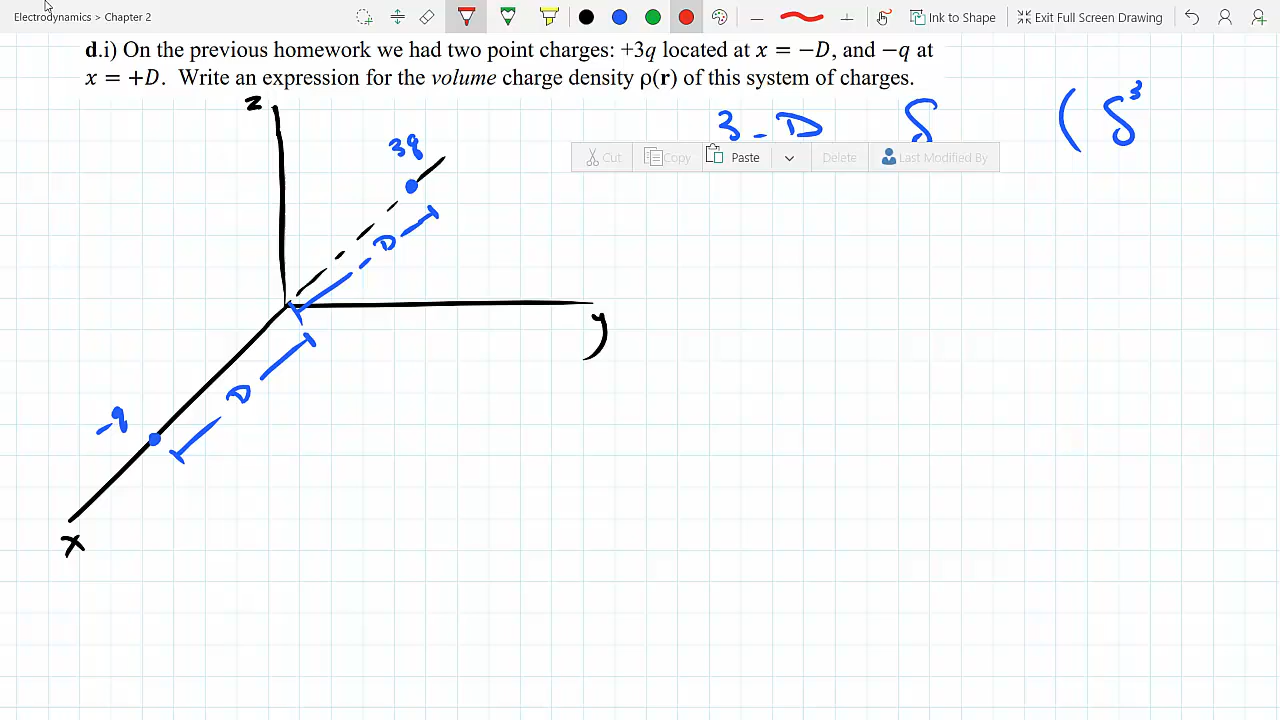 Electrodynamics > Chapter 2
Ink to Shape
Exit Full Screen Drawing
d.i) On the previous homework we had two point charges: +3q located at x = −D, and −q at
x = +D. Write an expression for the volume charge density ρ(r) of this system of charges.
z
3-D δ (δ³
3q
Cut Copy Paste Delete Last Modified By
D
y
D
-q
x